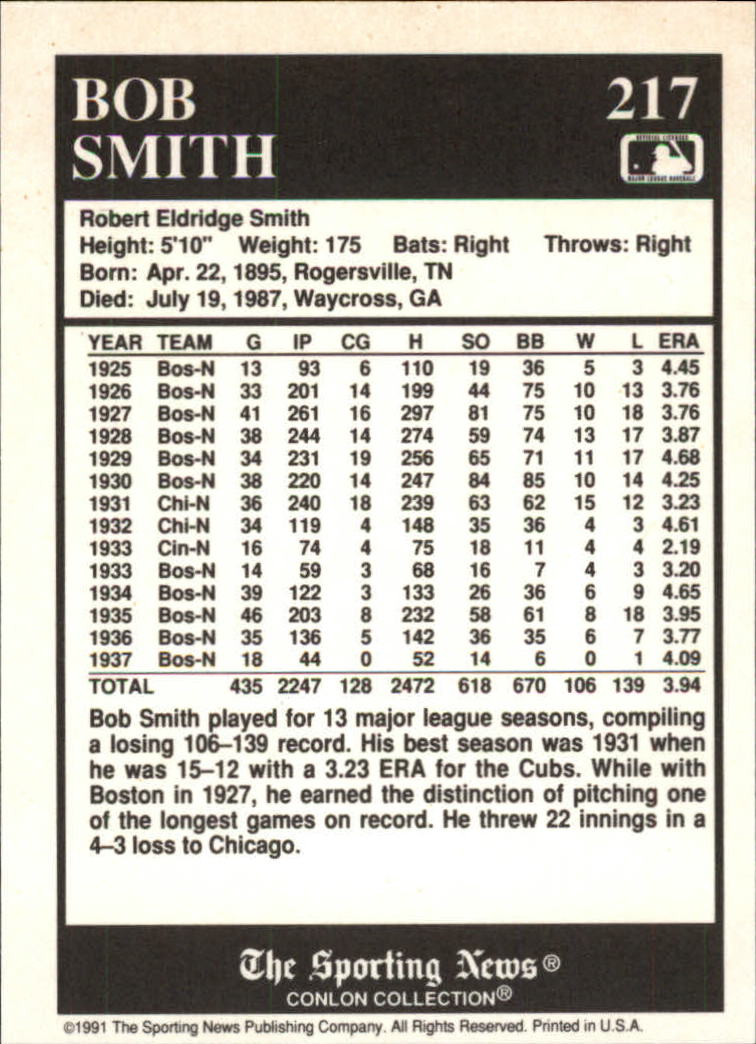 BOB
SMITH
217
OFFICIAL LICENSEE
MAJOR LEAGUE BASEBALL
Robert Eldridge Smith
Height: 5'10" Weight: 175 Bats: Right Throws: Right
Born: Apr. 22, 1895, Rogersville, TN
Died: July 19, 1987, Waycross, GA
YEAR TEAM G IP CG H SO BB W L ERA
1925 Bos-N 13 93 6 110 19 36 5 3 4.45
1926 Bos-N 33 201 14 199 44 75 10 13 3.76
1927 Bos-N 41 261 16 297 81 75 10 18 3.76
1928 Bos-N 38 244 14 274 59 74 13 17 3.87
1929 Bos-N 34 231 19 256 65 71 11 17 4.68
1930 Bos-N 38 220 14 247 84 85 10 14 4.25
1931 Chi-N 36 240 18 239 63 62 15 12 3.23
1932 Chi-N 34 119 4 148 35 36 4 3 4.61
1933 Cin-N 16 74 4 75 18 11 4 4 2.19
1933 Bos-N 14 59 3 68 16 7 4 3 3.20
1934 Bos-N 39 122 3 133 26 36 6 9 4.65
1935 Bos-N 46 203 8 232 58 61 8 18 3.95
1936 Bos-N 35 136 5 142 36 35 6 7 3.77
1937 Bos-N 18 44 0 52 14 6 0 1 4.09
TOTAL 435 2247 128 2472 618 670 106 139 3.94
Bob Smith played for 13 major league seasons, compiling
a losing 106–139 record. His best season was 1931 when
he was 15–12 with a 3.23 ERA for the Cubs. While with
Boston in 1927, he earned the distinction of pitching one
of the longest games on record. He threw 22 innings in a
4–3 loss to Chicago.
The Sporting News®
CONLON COLLECTION®
©1991 The Sporting News Publishing Company. All Rights Reserved. Printed in U.S.A.